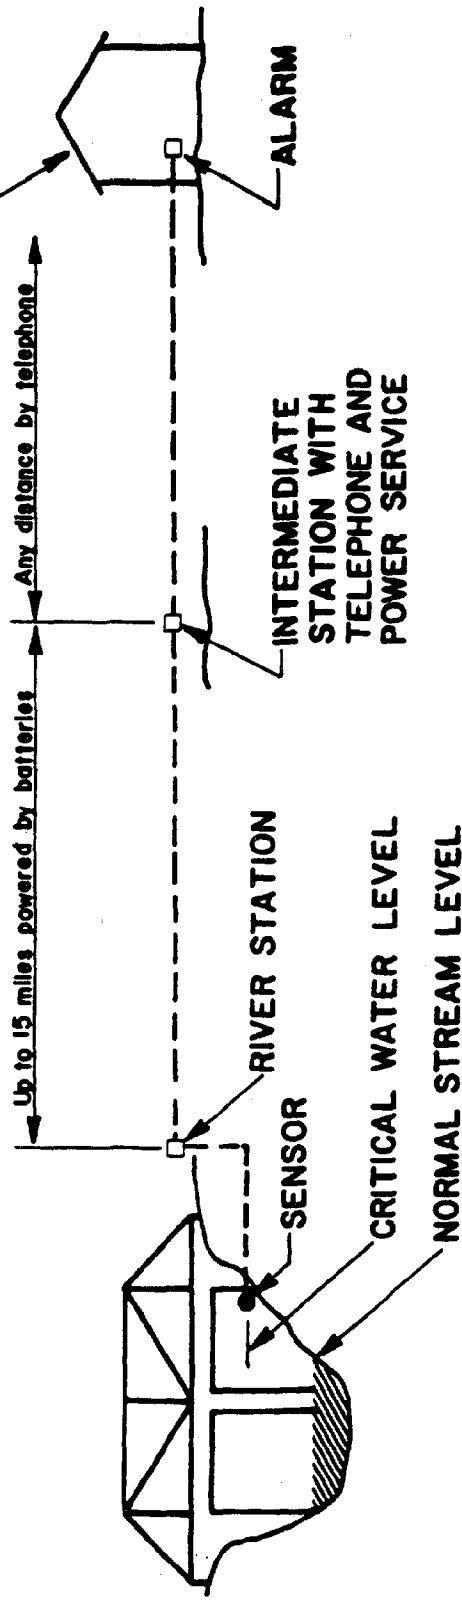 Up to 15 miles powered by batteries
Any distance by telephone
RIVER STATION
SENSOR
CRITICAL WATER LEVEL
NORMAL STREAM LEVEL
INTERMEDIATE
STATION WITH
TELEPHONE AND
POWER SERVICE
ALARM